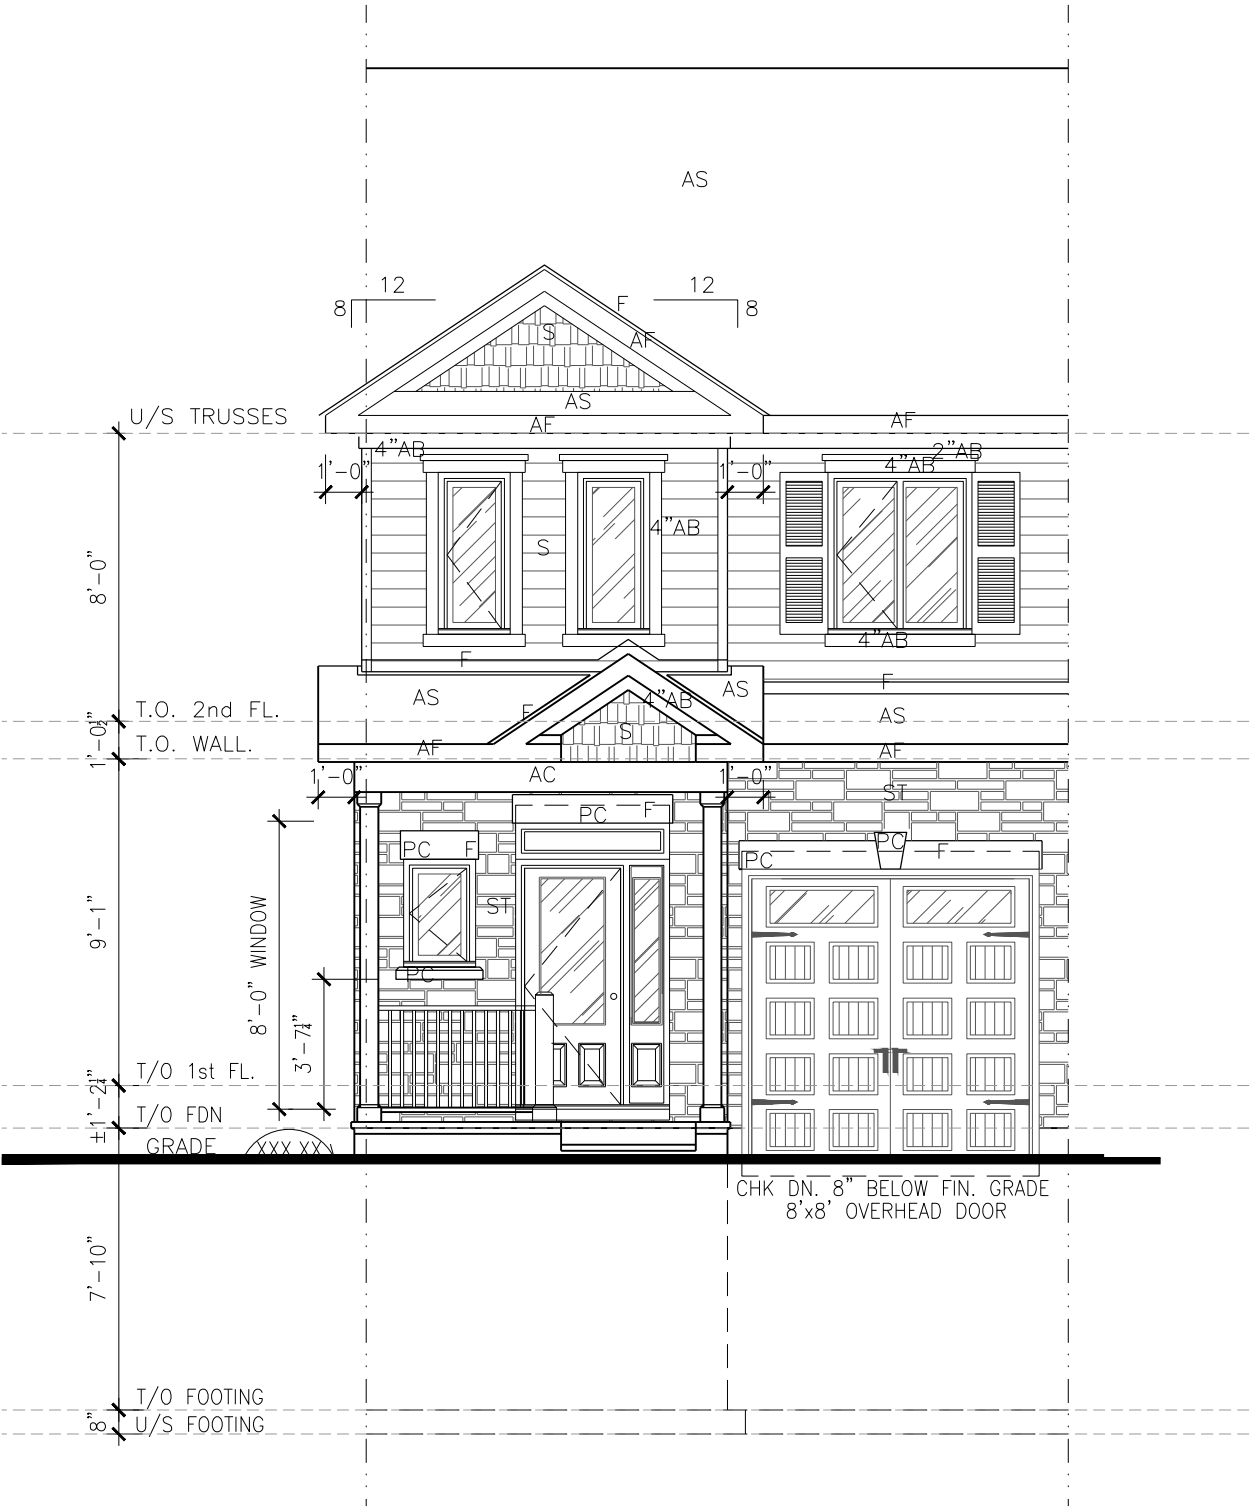 AS
12
12
8
8
F
S
AF
AS
U/S TRUSSES
AF
AF
4"AB
2"AB
4"AB
1'-0"
1'-0"
4"AB
S
8'-0"
4"AB
F
F
AS
AS
4"AB
T.O. 2nd FL.
F
AS
S
1'-0½"
T.O. WALL.
AF
AF
1'-0"
AC
1'-0"
ST
PC
F
PC
F
PC
F
PC
ST
9'-1"
8'-0" WINDOW
PC
3'-7¼"
T/O 1st FL.
±1'-2¼"
T/O FDN
GRADE
XXX.XX
CHK DN. 8" BELOW FIN. GRADE
8'x8' OVERHEAD DOOR
7'-10"
T/O FOOTING
8"
U/S FOOTING